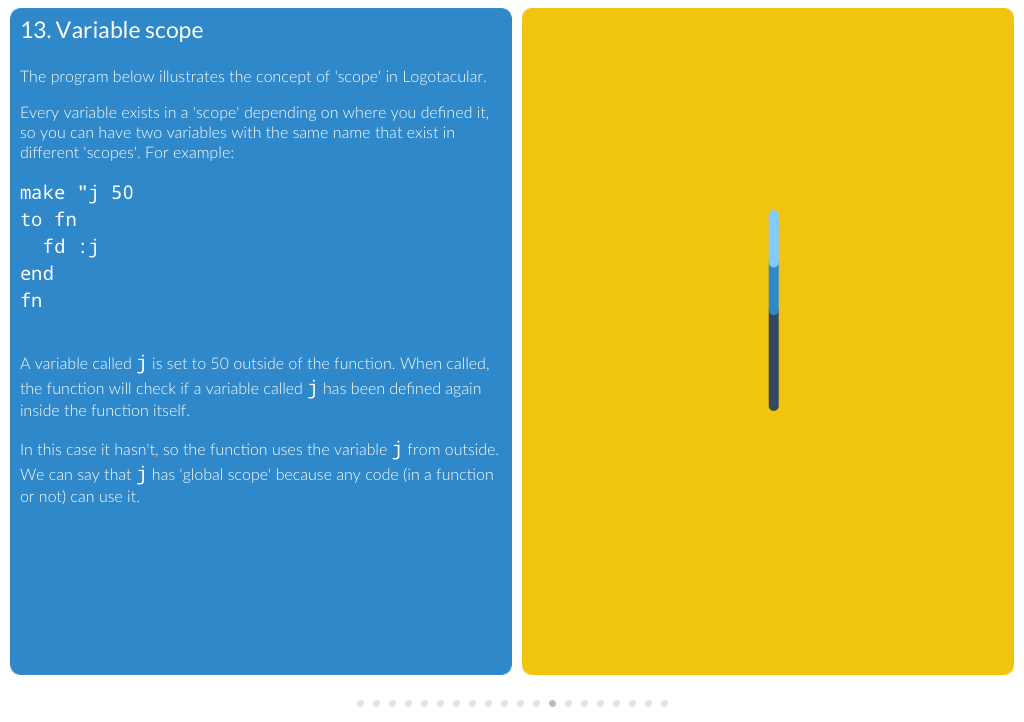 13. Variable scope
The program below illustrates the concept of 'scope' in Logotacular.
Every variable exists in a 'scope' depending on where you defined it,
so you can have two variables with the same name that exist in
different 'scopes'. For example:
make "j 50
to fn
  fd :j
end
fn
A variable called j is set to 50 outside of the function. When called,
the function will check if a variable called j has been defined again
inside the function itself.
In this case it hasn't, so the function uses the variable j from outside.
We can say that j has 'global scope' because any code (in a function
or not) can use it.